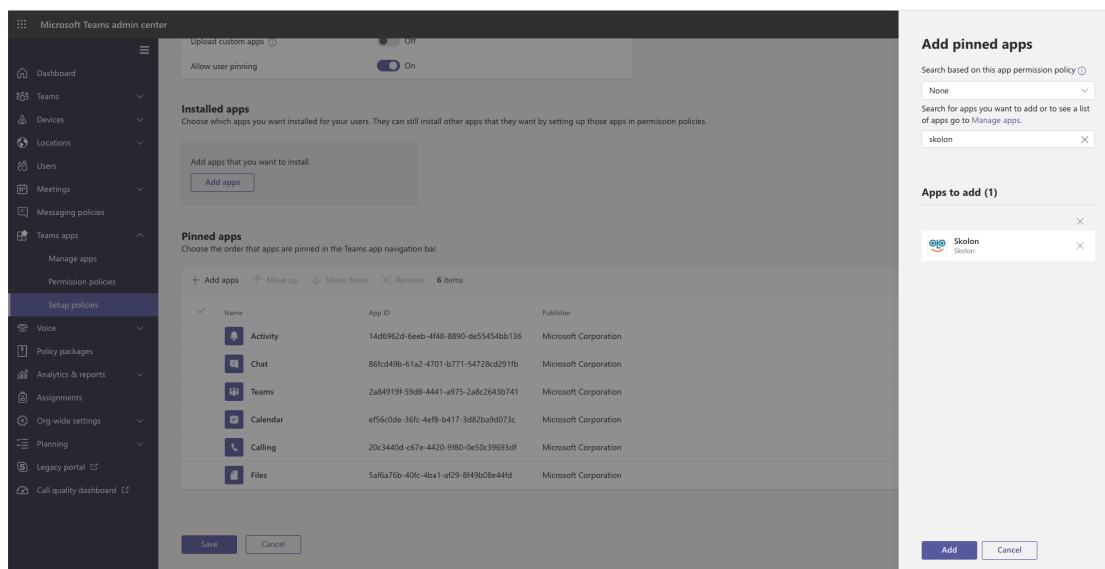 Microsoft Teams admin center
Dashboard
Teams
Devices
Locations
Users
Meetings
Messaging policies
Teams apps
Manage apps
Permission policies
Setup policies
Voice
Policy packages
Analytics & reports
Assignments
Org-wide settings
Planning
Legacy portal
Call quality dashboard
Upload custom apps Off
Allow user pinning On
Installed apps
Choose which apps you want installed for your users. They can still install other apps that they want by setting up those apps in permission policies.
Add apps that you want to install.
Add apps
Pinned apps
Choose the order that apps are pinned in the Teams app navigation bar.
Add apps Move up Move down Remove 6 items
Name App ID Publisher
Activity 14d6962d-6eeb-4f48-8890-de55454bb136 Microsoft Corporation
Chat 86fcd49b-61a2-4701-b771-54728cd291fb Microsoft Corporation
Teams 2a84919f-59d8-4441-a975-2a8c2643b741 Microsoft Corporation
Calendar ef56c0de-36fc-4ef8-b417-3d82ba9d073c Microsoft Corporation
Calling 20c3440d-c67e-4420-9f80-0e50c39693df Microsoft Corporation
Files 5af6a76b-40fc-4ba1-af29-8f49b08e44fd Microsoft Corporation
Save Cancel
Add pinned apps
Search based on this app permission policy
None
Search for apps you want to add or to see a list
of apps go to Manage apps.
skolon
Apps to add (1)
Skolon
Skolon
Add Cancel